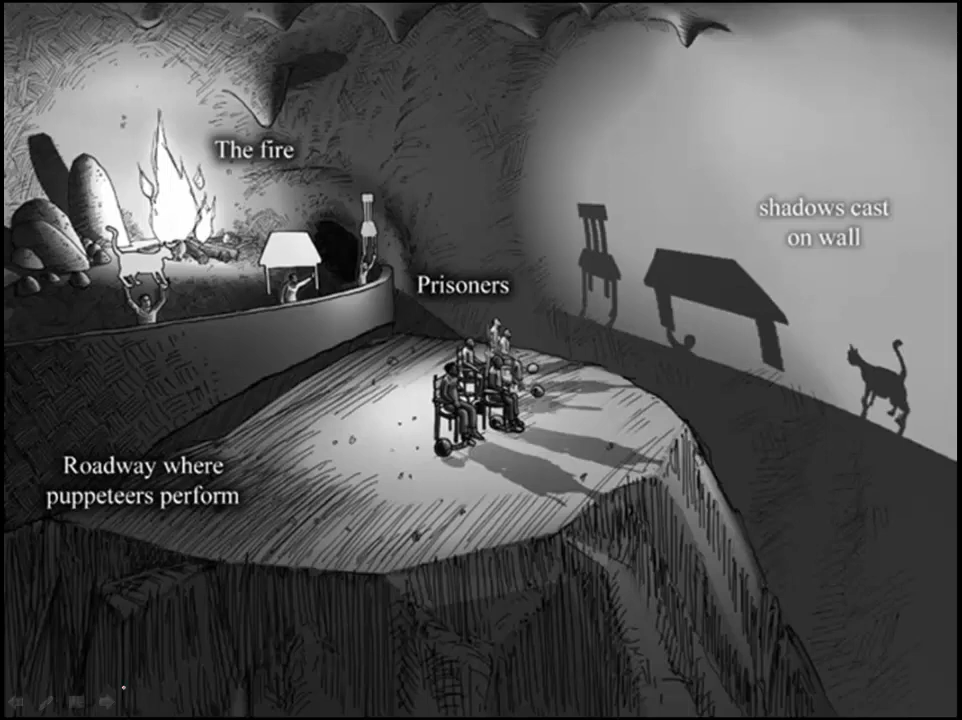 The fire
shadows cast
on wall
Prisoners
Roadway where
puppeteers perform